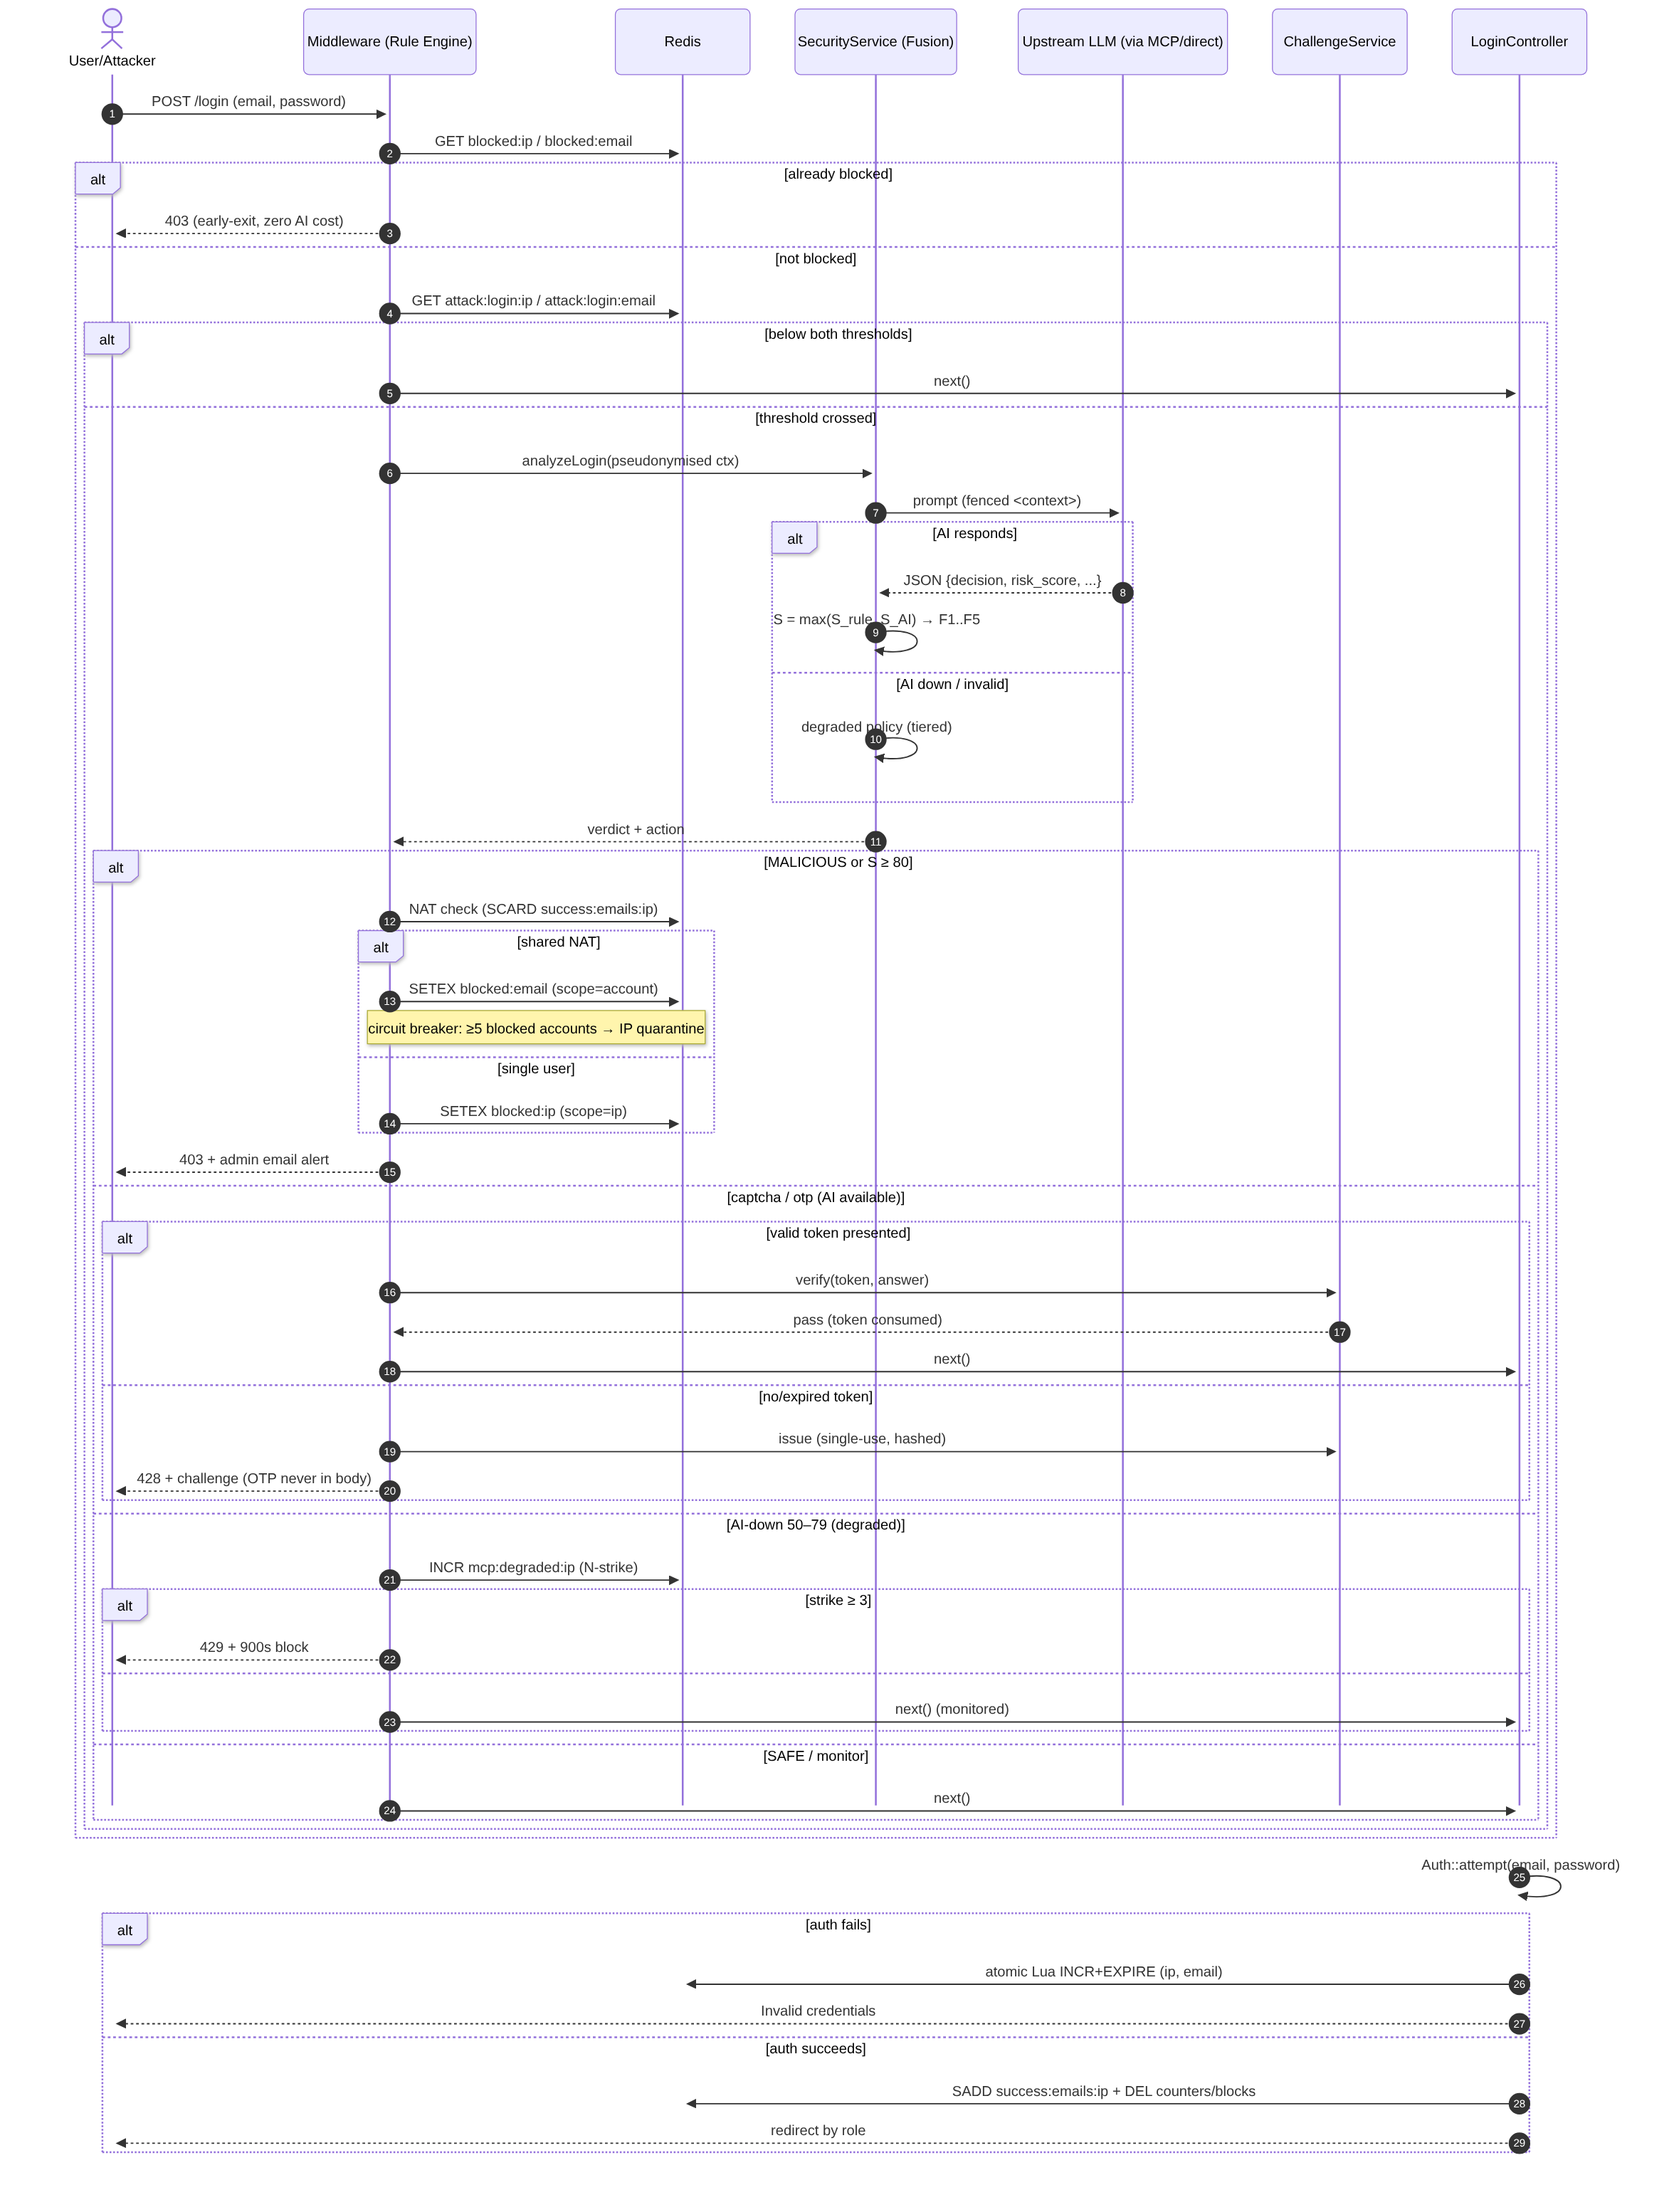 User/Attacker
Middleware (Rule Engine)
Redis
SecurityService (Fusion)
Upstream LLM (via MCP/direct)
ChallengeService
LoginController
1
POST /login (email, password)
2
GET blocked:ip / blocked:email
alt
[already blocked]
403 (early-exit, zero AI cost)
3
[not blocked]
4
GET attack:login:ip / attack:login:email
alt
[below both thresholds]
5
next()
[threshold crossed]
6
analyzeLogin(pseudonymised ctx)
7
prompt (fenced <context>)
alt
[AI responds]
JSON {decision, risk_score, ...}
8
S = max(S_rule, S_AI) → F1..F5
9
[AI down / invalid]
degraded policy (tiered)
10
verdict + action
11
alt
[MALICIOUS or S ≥ 80]
12
NAT check (SCARD success:emails:ip)
alt
[shared NAT]
13
SETEX blocked:email (scope=account)
circuit breaker: ≥5 blocked accounts → IP quarantine
[single user]
14
SETEX blocked:ip (scope=ip)
403 + admin email alert
15
[captcha / otp (AI available)]
alt
[valid token presented]
16
verify(token, answer)
pass (token consumed)
17
18
next()
[no/expired token]
19
issue (single-use, hashed)
428 + challenge (OTP never in body)
20
[AI-down 50–79 (degraded)]
21
INCR mcp:degraded:ip (N-strike)
alt
[strike ≥ 3]
429 + 900s block
22
23
next() (monitored)
[SAFE / monitor]
24
next()
Auth::attempt(email, password)
25
alt
[auth fails]
atomic Lua INCR+EXPIRE (ip, email)
26
Invalid credentials
27
[auth succeeds]
SADD success:emails:ip + DEL counters/blocks
28
redirect by role
29